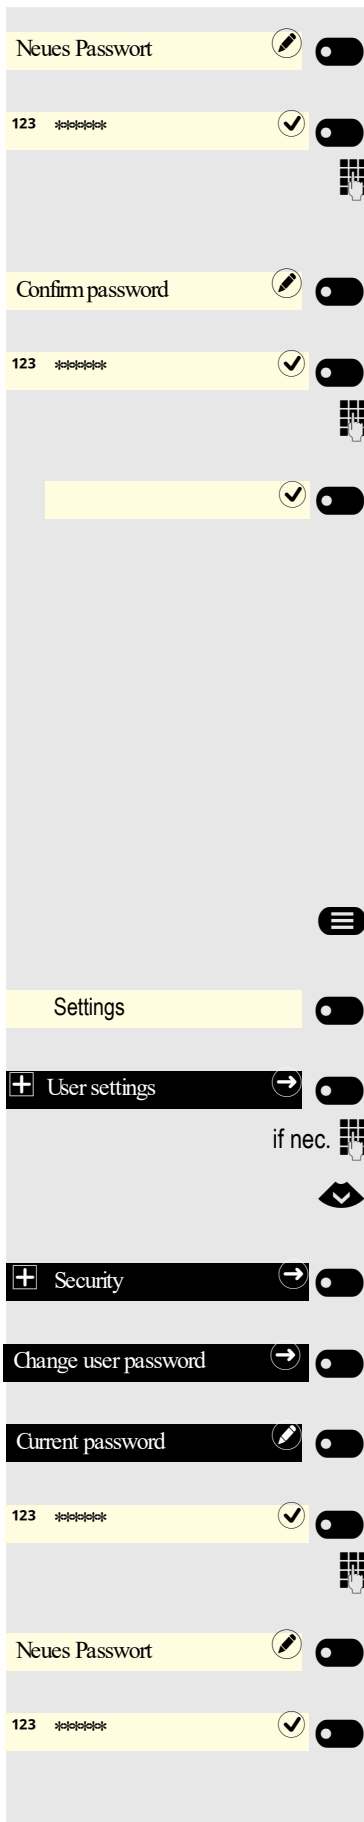 Neues Passwort
123 ******
Confirm password
123 ******
Settings
User settings
if nec.
Security
Change user password
Current password
123 ******
Neues Passwort
123 ******